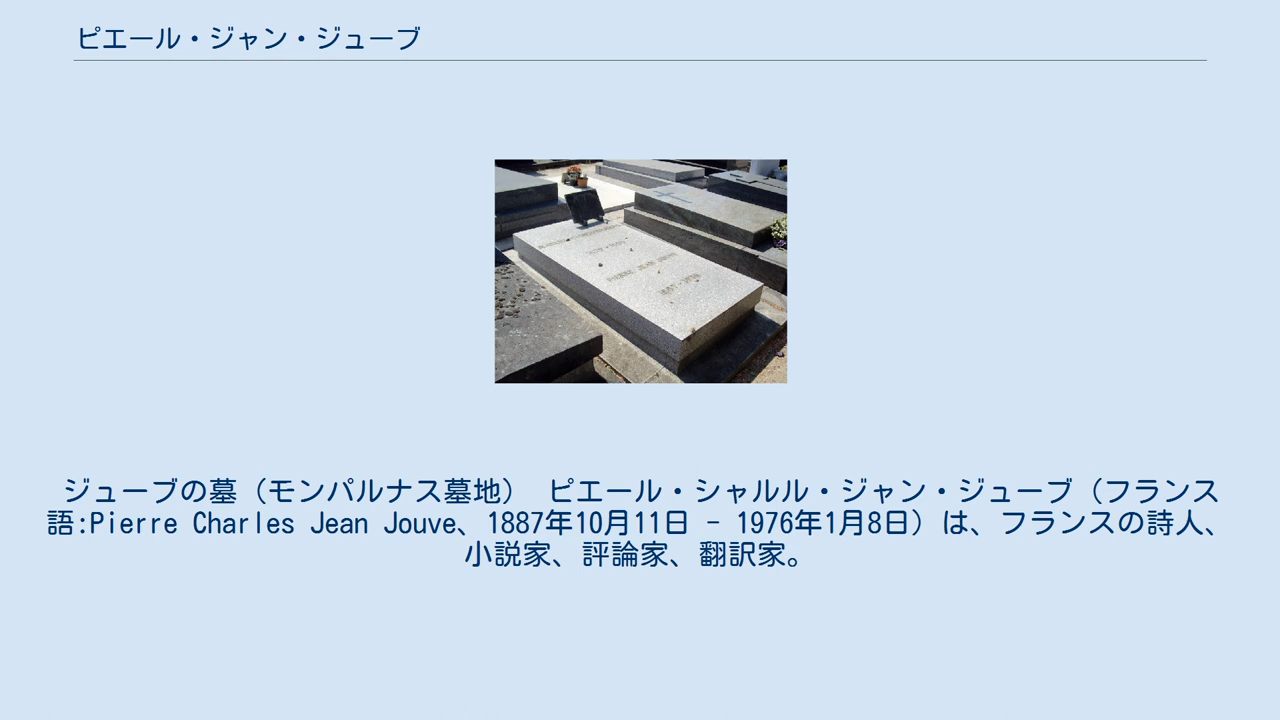 ピエール・ジャン・ジューブ
PIERRE JEAN JOUVE
ジューブの墓（モンパルナス墓地） ピエール・シャルル・ジャン・ジューブ（フランス
語:Pierre Charles Jean Jouve、1887年10月11日 - 1976年1月8日）は、フランスの詩人、
小説家、評論家、翻訳家。